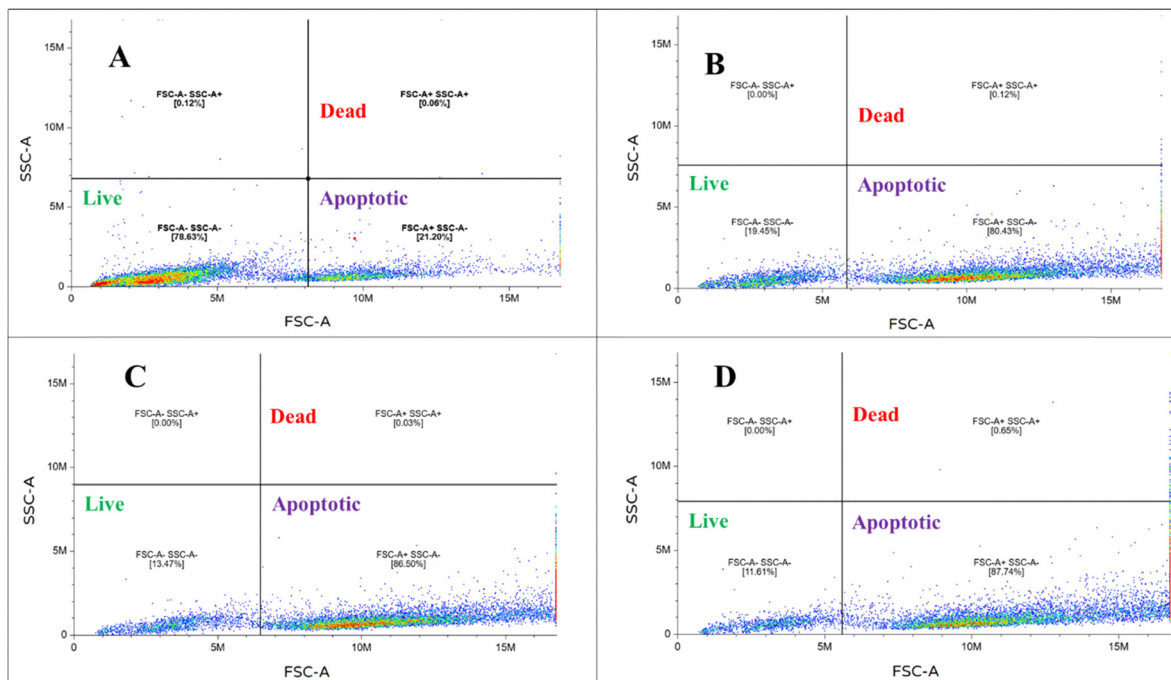 A
15M
10M
5M
0
SSC-A
FSC-A- SSC-A+
[0.12%]
FSC-A+ SSC-A+
[0.06%]
Dead
Live
Apoptotic
FSC-A- SSC-A-
[78.63%]
FSC-A+ SSC-A-
[21.20%]
0
5M
10M
15M
FSC-A
B
15M
10M
5M
0
SSC-A
FSC-A- SSC-A+
[0.00%]
FSC-A+ SSC-A+
[0.12%]
Dead
Live
Apoptotic
FSC-A- SSC-A-
[19.45%]
FSC-A+ SSC-A-
[80.43%]
0
5M
10M
15M
FSC-A
C
15M
10M
5M
0
SSC-A
FSC-A- SSC-A+
[0.00%]
FSC-A+ SSC-A+
[0.03%]
Dead
Live
Apoptotic
FSC-A- SSC-A-
[13.47%]
FSC-A+ SSC-A-
[86.50%]
0
5M
10M
15M
FSC-A
D
15M
10M
5M
0
SSC-A
FSC-A- SSC-A+
[0.00%]
FSC-A+ SSC-A+
[0.65%]
Dead
Live
Apoptotic
FSC-A- SSC-A-
[11.61%]
FSC-A+ SSC-A-
[87.74%]
0
5M
10M
15M
FSC-A